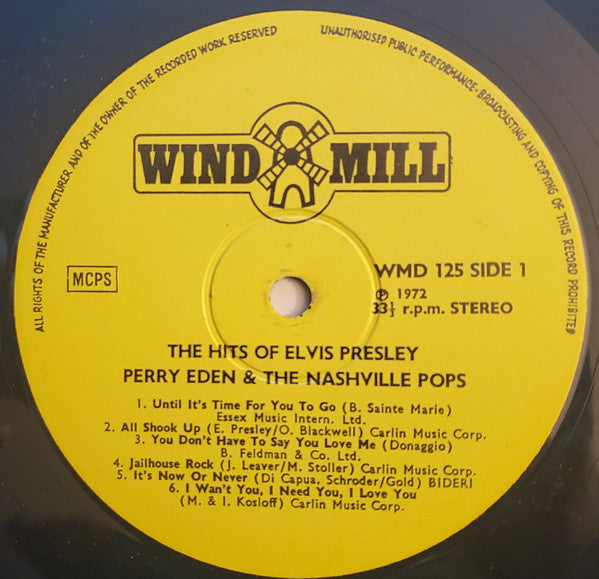 ALL RIGHTS OF THE MANUFACTURER AND OF THE OWNER OF THE RECORDED WORK RESERVED
UNAUTHORISED PUBLIC PERFORMANCE·BROADCASTING AND COPYING OF THIS RECORD PROHIBITED
WIND MILL
MCPS
WMD 125 SIDE 1
℗ 1972
33⅓ r.p.m. STEREO
THE HITS OF ELVIS PRESLEY
PERRY EDEN & THE NASHVILLE POPS
1. Until It's Time For You To Go (B. Sainte Marie)
Essex Music Intern. Ltd.
2. All Shook Up (E. Presley/O. Blackwell) Carlin Music Corp.
3. You Don't Have To Say You Love Me (Donaggio)
B. Feldman & Co. Ltd.
4. Jailhouse Rock (J. Leaver/M. Stoller) Carlin Music Corp.
5. It's Now Or Never (Di Capua, Schroder/Gold) BIDERI
6. I Wan't You, I Need You, I Love You
(M. & I. Kosloff) Carlin Music Corp.